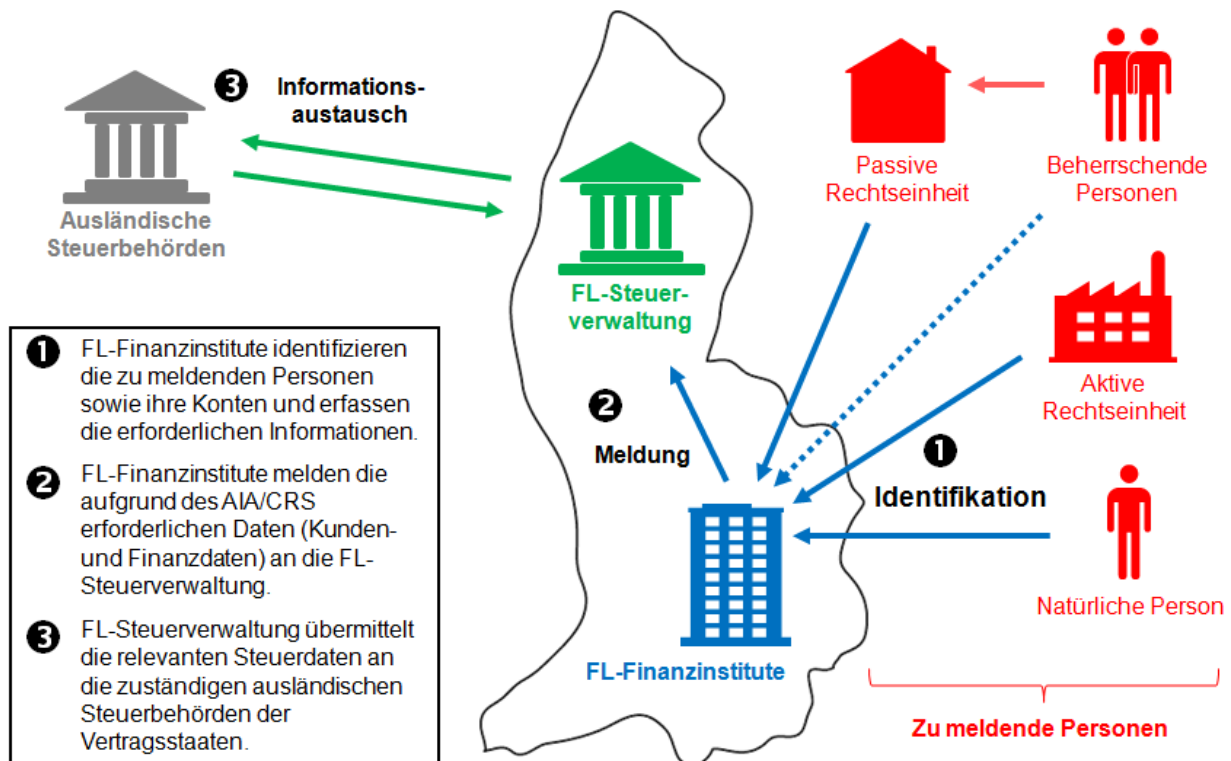 ❸ Informations-
austausch
Ausländische
Steuerbehörden
FL-Steuer-
verwaltung
Passive
Rechtseinheit
Beherrschende
Personen
Aktive
Rechtseinheit
❷
Meldung
❶
Identifikation
Natürliche Person
FL-Finanzinstitute
Zu meldende Personen
❶ FL-Finanzinstitute identifizieren
die zu meldenden Personen
sowie ihre Konten und erfassen
die erforderlichen Informationen.
❷ FL-Finanzinstitute melden die
aufgrund des AIA/CRS
erforderlichen Daten (Kunden-
und Finanzdaten) an die FL-
Steuerverwaltung.
❸ FL-Steuerverwaltung übermittelt
die relevanten Steuerdaten an
die zuständigen ausländischen
Steuerbehörden der
Vertragsstaaten.